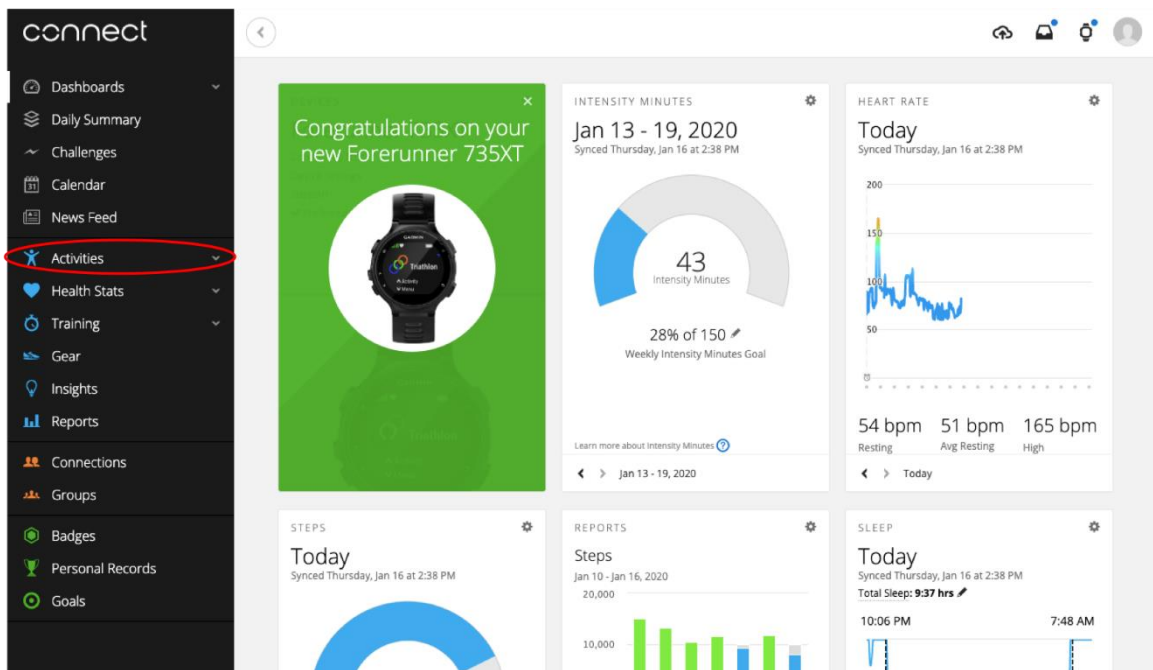 connect
Dashboards
Daily Summary
Challenges
31
Calendar
News Feed
Activities
Health Stats
Training
Gear
Insights
Reports
Connections
Groups
Badges
Personal Records
Goals
Congratulations on your
new Forerunner 735XT
GARMIN
Triathlon
Activity
Menu
INTENSITY MINUTES
Jan 13 - 19, 2020
Synced Thursday, Jan 16 at 2:38 PM
43
Intensity Minutes
28% of 150
Weekly Intensity Minutes Goal
Learn more about Intensity Minutes ?
Jan 13 - 19, 2020
HEART RATE
Today
Synced Thursday, Jan 16 at 2:38 PM
200
150
100
50
54 bpm 51 bpm 165 bpm
Resting Avg Resting High
Today
STEPS
Today
Synced Thursday, Jan 16 at 2:38 PM
REPORTS
Steps
Jan 10 - Jan 16, 2020
20,000
10,000
SLEEP
Today
Synced Thursday, Jan 16 at 2:38 PM
Total Sleep: 9:37 hrs
10:06 PM 7:48 AM